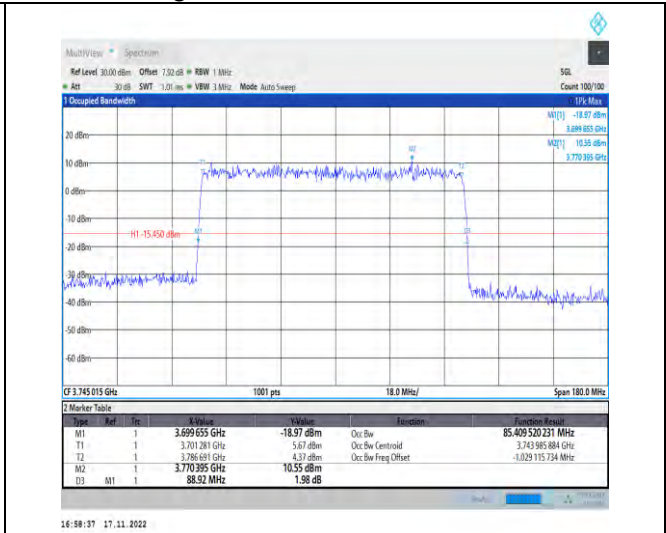 MultiView Spectrum
Ref Level 30.00 dBm Offset 7.92 dB RBW 1 MHz SGL
Att 30 dB SWT 1.01 ms VBW 3 MHz Mode Auto Sweep Count 100/100
1 Occupied Bandwidth 1Pk Max
M1[1] -18.97 dBm
3.699 655 GHz
20 dBm
M2[1] 10.55 dBm
3.770 395 GHz
M2
10 dBm T1 T2
0 dBm
-10 dBm
H1 -15.450 dBm M1 D3
-20 dBm
-30 dBm
-40 dBm
-50 dBm
-60 dBm
CF 3.745 015 GHz 1001 pts 18.0 MHz/ Span 180.0 MHz
2 Marker Table
Type Ref Trc X-Value Y-Value Function Function Result
M1 1 3.699 655 GHz -18.97 dBm Occ Bw 85.409 520 231 MHz
T1 1 3.701 281 GHz 5.67 dBm Occ Bw Centroid 3.743 985 884 GHz
T2 1 3.786 691 GHz 4.37 dBm Occ Bw Freq Offset -1.029 115 734 MHz
M2 1 3.770 395 GHz 10.55 dBm
D3 M1 1 88.92 MHz 1.98 dB
16:58:37 17.11.2022